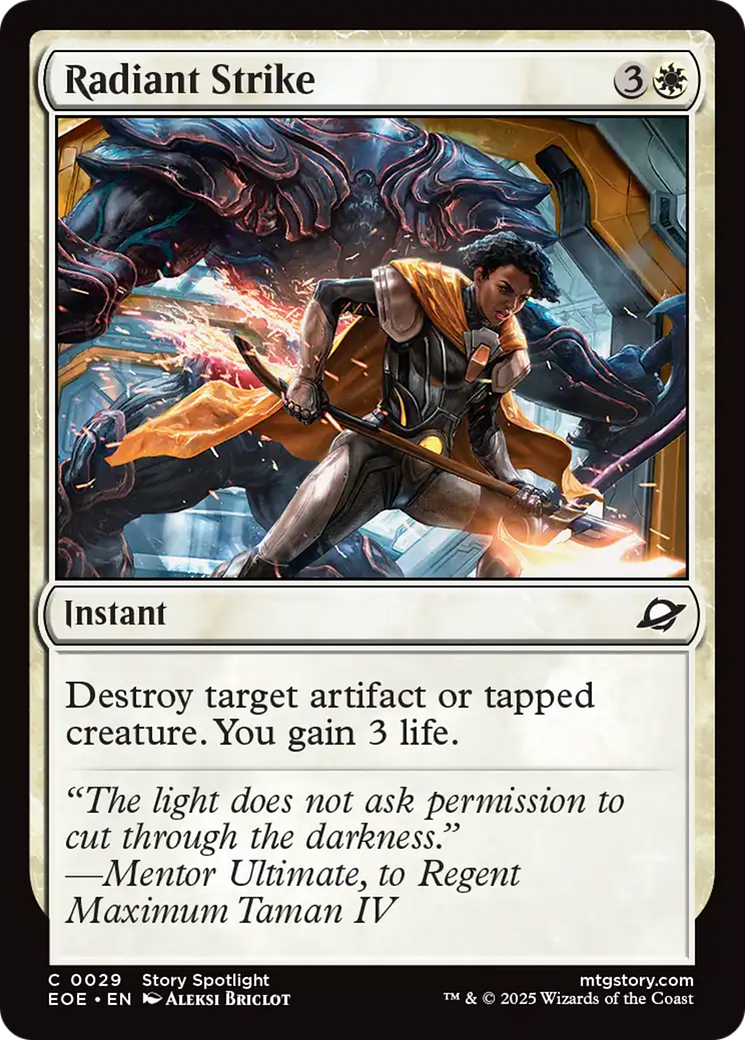 Radiant Strike 3
Instant
Destroy target artifact or tapped
creature. You gain 3 life.
“The light does not ask permission to
cut through the darkness.”
—Mentor Ultimate, to Regent
Maximum Taman IV
C 0029 Story Spotlight mtgstory.com
EOE • EN Aleksi Briclot ™ & © 2025 Wizards of the Coast